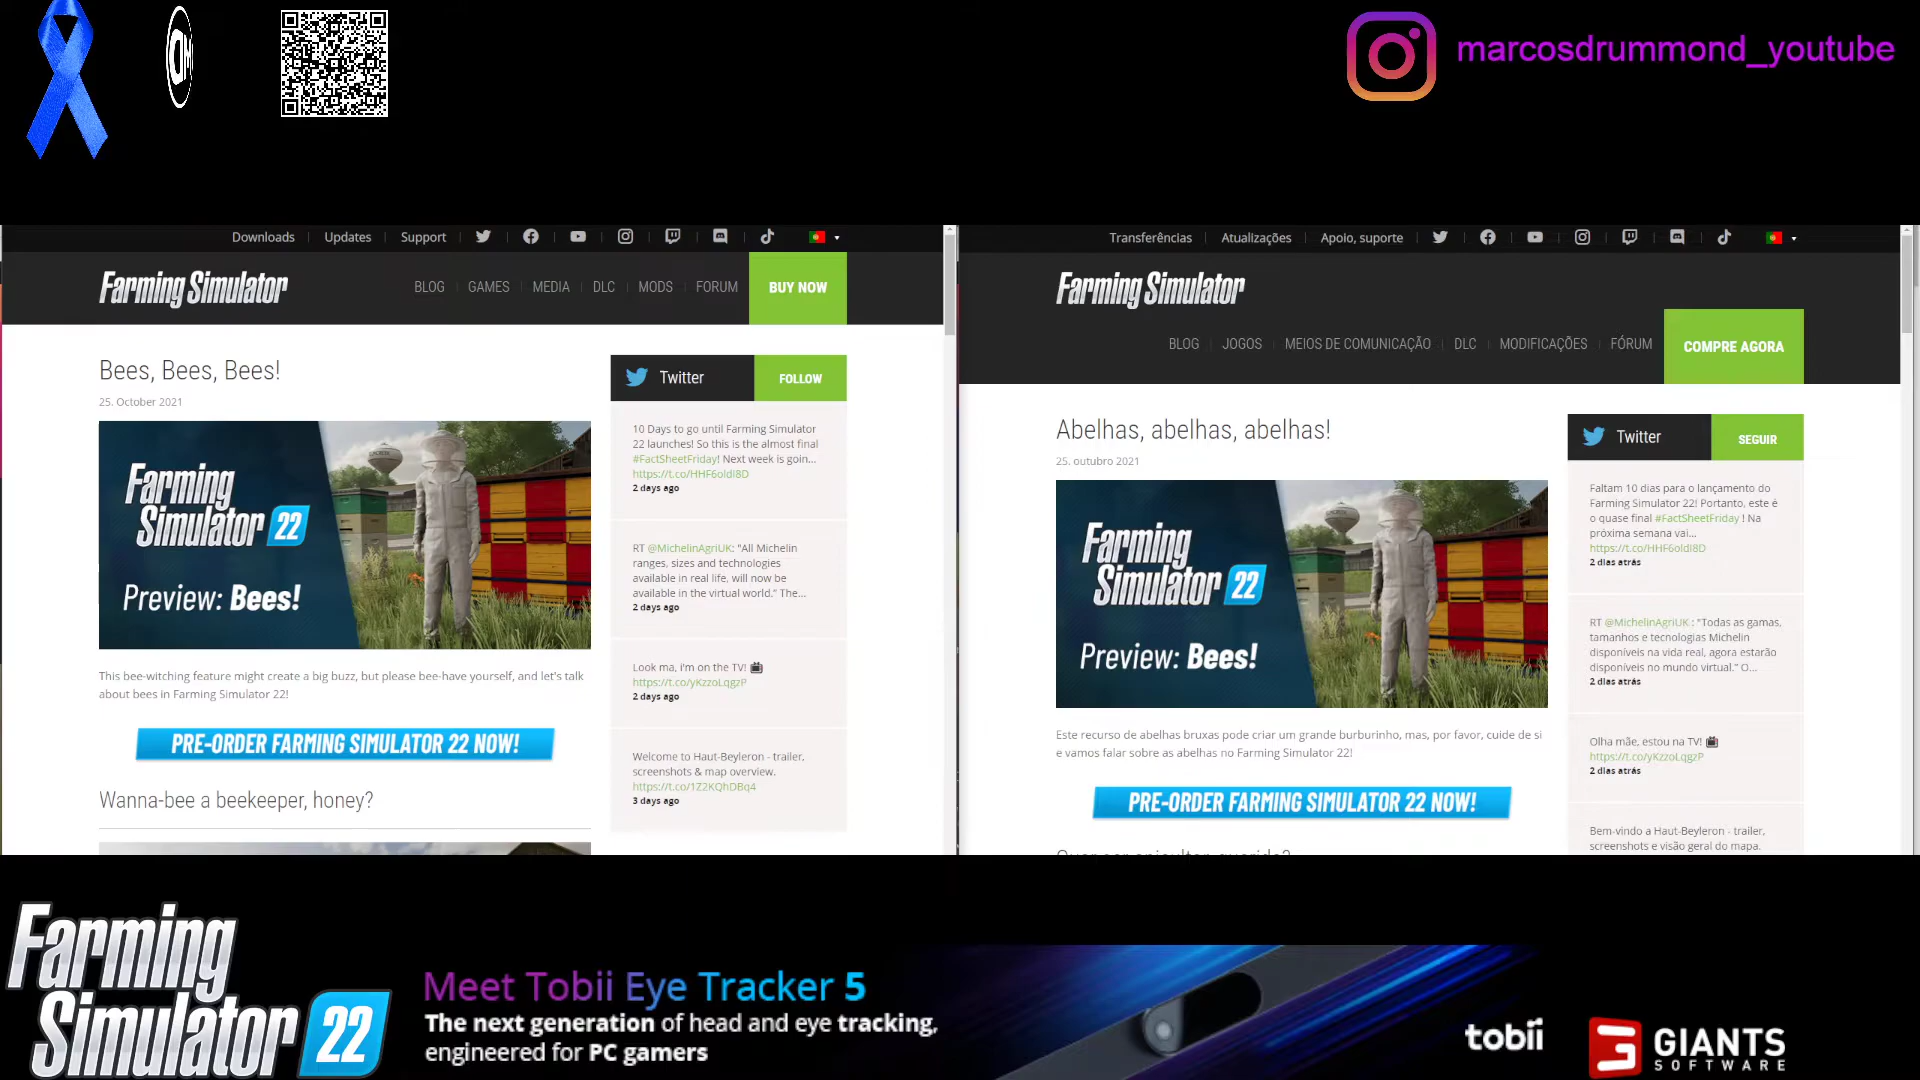 DM
marcosdrummond_youtube
Downloads Updates Support
Farming Simulator
BLOG GAMES MEDIA DLC MODS FORUM BUY NOW
Bees, Bees, Bees!
25. October 2021
Farming
Simulator 22
Preview: Bees!
This bee-witching feature might create a big buzz, but please bee-have yourself, and let's talk
about bees in Farming Simulator 22!
PRE-ORDER FARMING SIMULATOR 22 NOW!
Wanna-bee a beekeeper, honey?
Twitter FOLLOW
10 Days to go until Farming Simulator
22 launches! So this is the almost final
#FactSheetFriday! Next week is goin...
https://t.co/HHF6oldI8D
2 days ago
RT @MichelinAgriUK: "All Michelin
ranges, sizes and technologies
available in real life, will now be
available in the virtual world." The...
2 days ago
Look ma, i'm on the TV!
https://t.co/yKzzoLqgzP
2 days ago
Welcome to Haut-Beyleron - trailer,
screenshots & map overview.
https://t.co/1Z2KQhDBq4
3 days ago
Transferências Atualizações Apoio, suporte
Farming Simulator
BLOG JOGOS MEIOS DE COMUNICAÇÃO DLC MODIFICAÇÕES FÓRUM COMPRE AGORA
Abelhas, abelhas, abelhas!
25. outubro 2021
Farming
Simulator 22
Preview: Bees!
Este recurso de abelhas bruxas pode criar um grande burburinho, mas, por favor, cuide de si
e vamos falar sobre as abelhas no Farming Simulator 22!
PRE-ORDER FARMING SIMULATOR 22 NOW!
Twitter SEGUIR
Faltam 10 dias para o lançamento do
Farming Simulator 22! Portanto, este é
o quase final #FactSheetFriday ! Na
próxima semana vai...
https://t.co/HHF6oldI8D
2 dias atrás
RT @MichelinAgriUK : "Todas as gamas,
tamanhos e tecnologias Michelin
disponíveis na vida real, agora estarão
disponíveis no mundo virtual." O...
2 dias atrás
Olha mãe, estou na TV!
https://t.co/yKzzoLqgzP
2 dias atrás
Bem-vindo a Haut-Beyleron - trailer,
screenshots e visão geral do mapa.
Farming
Simulator 22
Meet Tobii Eye Tracker 5
The next generation of head and eye tracking,
engineered for PC gamers
tobii
GIANTS
SOFTWARE